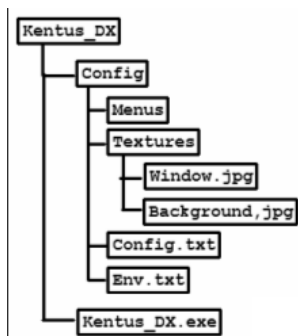 Kentus_DX
Config
Menus
Textures
Window.jpg
Background,jpg
Config.txt
Env.txt
Kentus_DX.exe